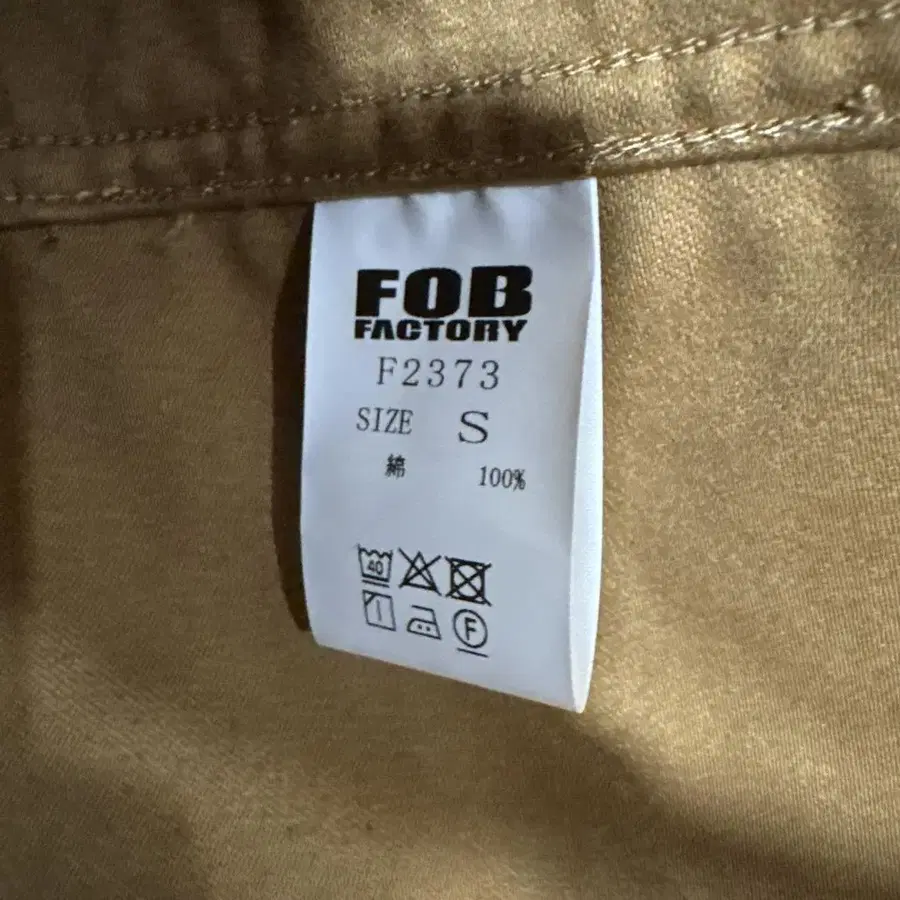 FOB
FACTORY
F2373
SIZE S
綿 100%
40
F